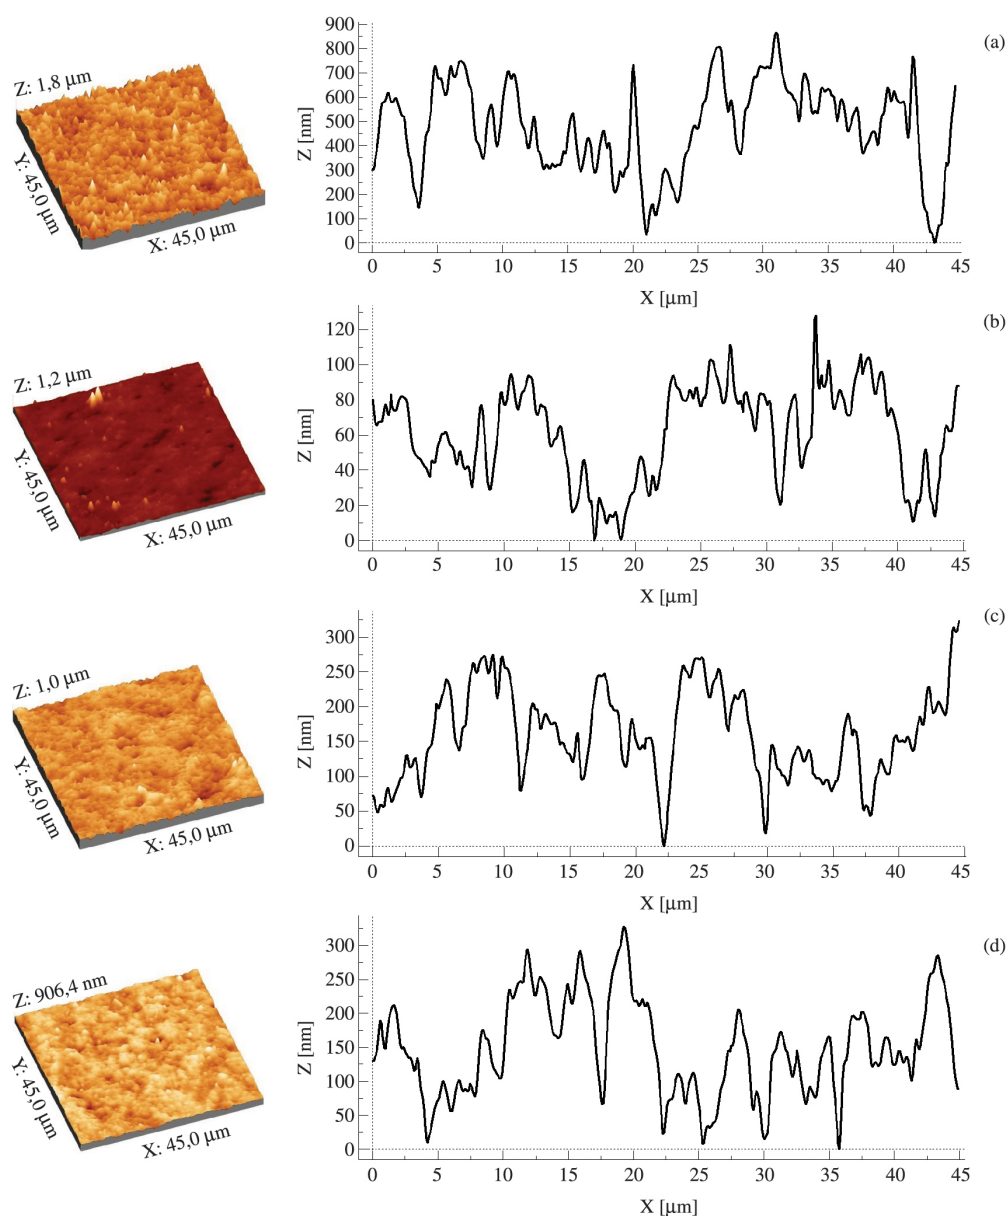 (a)
Z: 1,8 µm
Y: 45,0 µm
X: 45,0 µm
Z [nm]
900
800
700
600
500
400
300
200
100
0
0 5 10 15 20 25 30 35 40 45
X [µm]
(b)
Z: 1,2 µm
Y: 45,0 µm
X: 45,0 µm
Z [nm]
120
100
80
60
40
20
0
0 5 10 15 20 25 30 35 40 45
X [µm]
(c)
Z: 1,0 µm
Y: 45,0 µm
X: 45,0 µm
Z [nm]
300
250
200
150
100
50
0
0 5 10 15 20 25 30 35 40 45
X [µm]
(d)
Z: 906,4 nm
Y: 45,0 µm
X: 45,0 µm
Z [nm]
300
250
200
150
100
50
0
0 5 10 15 20 25 30 35 40 45
X [µm]